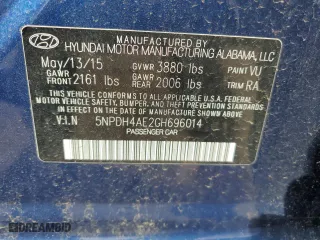 HYUNDAI MOTOR MANUFACTURING ALABAMA, LLC
May/13/15 GVWR 3880 lbs PAINT VU
GAWR FRONT 2161 lbs GAWR REAR 2006 lbs TRIM RA
THIS VEHICLE CONFORMS TO ALL APPLICABLE FEDERAL
MOTOR VEHICLE SAFETY, BUMPER, AND THEFT PREVENTION
STANDARDS IN EFFECT ON THE DATE OF MANUFACTURE SHOWN ABOVE.
V.I.N 5NPDH4AE2GH696014
PASSENGER CAR